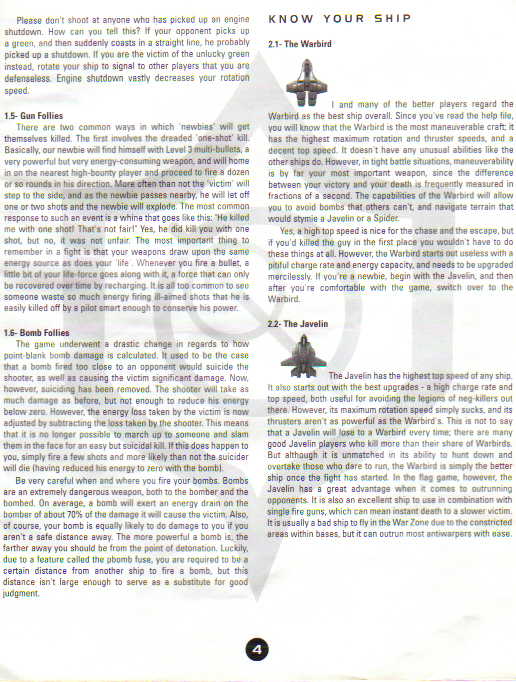 Please don't shoot at anyone who has picked up an engine
shutdown. How can you tell this? If your opponent picks up
a green, and then suddenly coasts in a straight line, he probably
picked up a shutdown. If you are the victim of the unlucky green
instead, rotate your ship to signal to other players that you are
defenseless. Engine shutdown vastly decreases your rotation
speed.
1.5- Gun Follies
There are two common ways in which 'newbies' will get
themselves killed. The first involves the dreaded 'one-shot' kill.
Basically, our newbie will find himself with Level 3 multi-bullets, a
very powerful but very energy-consuming weapon, and will home
in on the nearest high-bounty player and proceed to fire a dozen
or so rounds in his direction. More often than not the 'victim' will
step to the side, and as the newbie passes nearby, he will let off
one or two shots and the newbie will explode. The most common
response to such an event is a whine that goes like this: 'He killed
me with one shot! That's not fair!' Yes, he did kill you with one
shot, but no, it was not unfair. The most important thing to
remember in a fight is that your weapons draw upon the same
energy source as does your 'life'. Whenever you fire a bullet, a
little bit of your life-force goes along with it, a force that can only
be recovered over time by recharging. It is all too common to see
someone waste so much energy firing ill-aimed shots that he is
easily killed off by a pilot smart enough to conserve his power.
1.6- Bomb Follies
The game underwent a drastic change in regards to how
point-blank bomb damage is calculated. It used to be the case
that a bomb fired too close to an opponent would suicide the
shooter, as well as causing the victim significant damage. Now,
however, suiciding has been removed. The shooter will take as
much damage as before, but not enough to reduce his energy
below zero. However, the energy loss taken by the victim is now
adjusted by subtracting the loss taken by the shooter. This means
that it is no longer possible to march up to someone and slam
them in the face for an easy but suicidal kill. If this does happen to
you, simply fire a few shots and more likely than not the suicider
will die (having reduced his energy to zero with the bomb).
Be very careful when and where you fire your bombs. Bombs
are an extremely dangerous weapon, both to the bomber and the
bombed. On average, a bomb will exert an energy drain on the
bomber of about 70% of the damage it will cause the victim. Also,
of course, your bomb is equally likely to do damage to you if you
aren't a safe distance away. The more powerful a bomb is, the
farther away you should be from the point of detonation. Luckily,
due to a feature called the pbomb fuse, you are required to be a
certain distance from another ship to fire a bomb, but this
distance isn't large enough to serve as a substitute for good
judgment.
KNOW YOUR SHIP
2.1- The Warbird
I and many of the better players regard the
Warbird as the best ship overall. Since you've read the help file,
you will know that the Warbird is the most maneuverable craft; it
has the highest maximum rotation and thruster speeds, and a
decent top speed. It doesn't have any unusual abilities like the
other ships do. However, in tight battle situations, maneuverability
is by far your most important weapon, since the difference
between your victory and your death is frequently measured in
fractions of a second. The capabilities of the Warbird will allow
you to avoid bombs that others can't, and navigate terrain that
would stymie a Javelin or a Spider.
Yes, a high top speed is nice for the chase and the escape, but
if you'd killed the guy in the first place you wouldn't have to do
these things at all. However, the Warbird starts out useless with a
pitiful charge rate and energy capacity, and needs to be upgraded
mercilessly. If you're a newbie, begin with the Javelin, and then
after you're comfortable with the game, switch over to the
Warbird.
2.2- The Javelin
The Javelin has the highest top speed of any ship.
It also starts out with the best upgrades - a high charge rate and
top speed, both useful for avoiding the legions of neg-killers out
there. However, its maximum rotation speed simply sucks, and its
thrusters aren't as powerful as the Warbird's. This is not to say
that a Javelin will lose to a Warbird every time; there are many
good Javelin players who kill more than their share of Warbirds.
But although it is unmatched in its ability to hunt down and
overtake those who dare to run, the Warbird is simply the better
ship once the fight has started. In the flag game, however, the
Javelin has a great advantage when it comes to outrunning
opponents. It is also an excellent ship to use in combination with
single fire guns, which can mean instant death to a slower victim.
It is usually a bad ship to fly in the War Zone due to the constricted
areas within bases, but it can outrun most antiwarpers with ease.
4